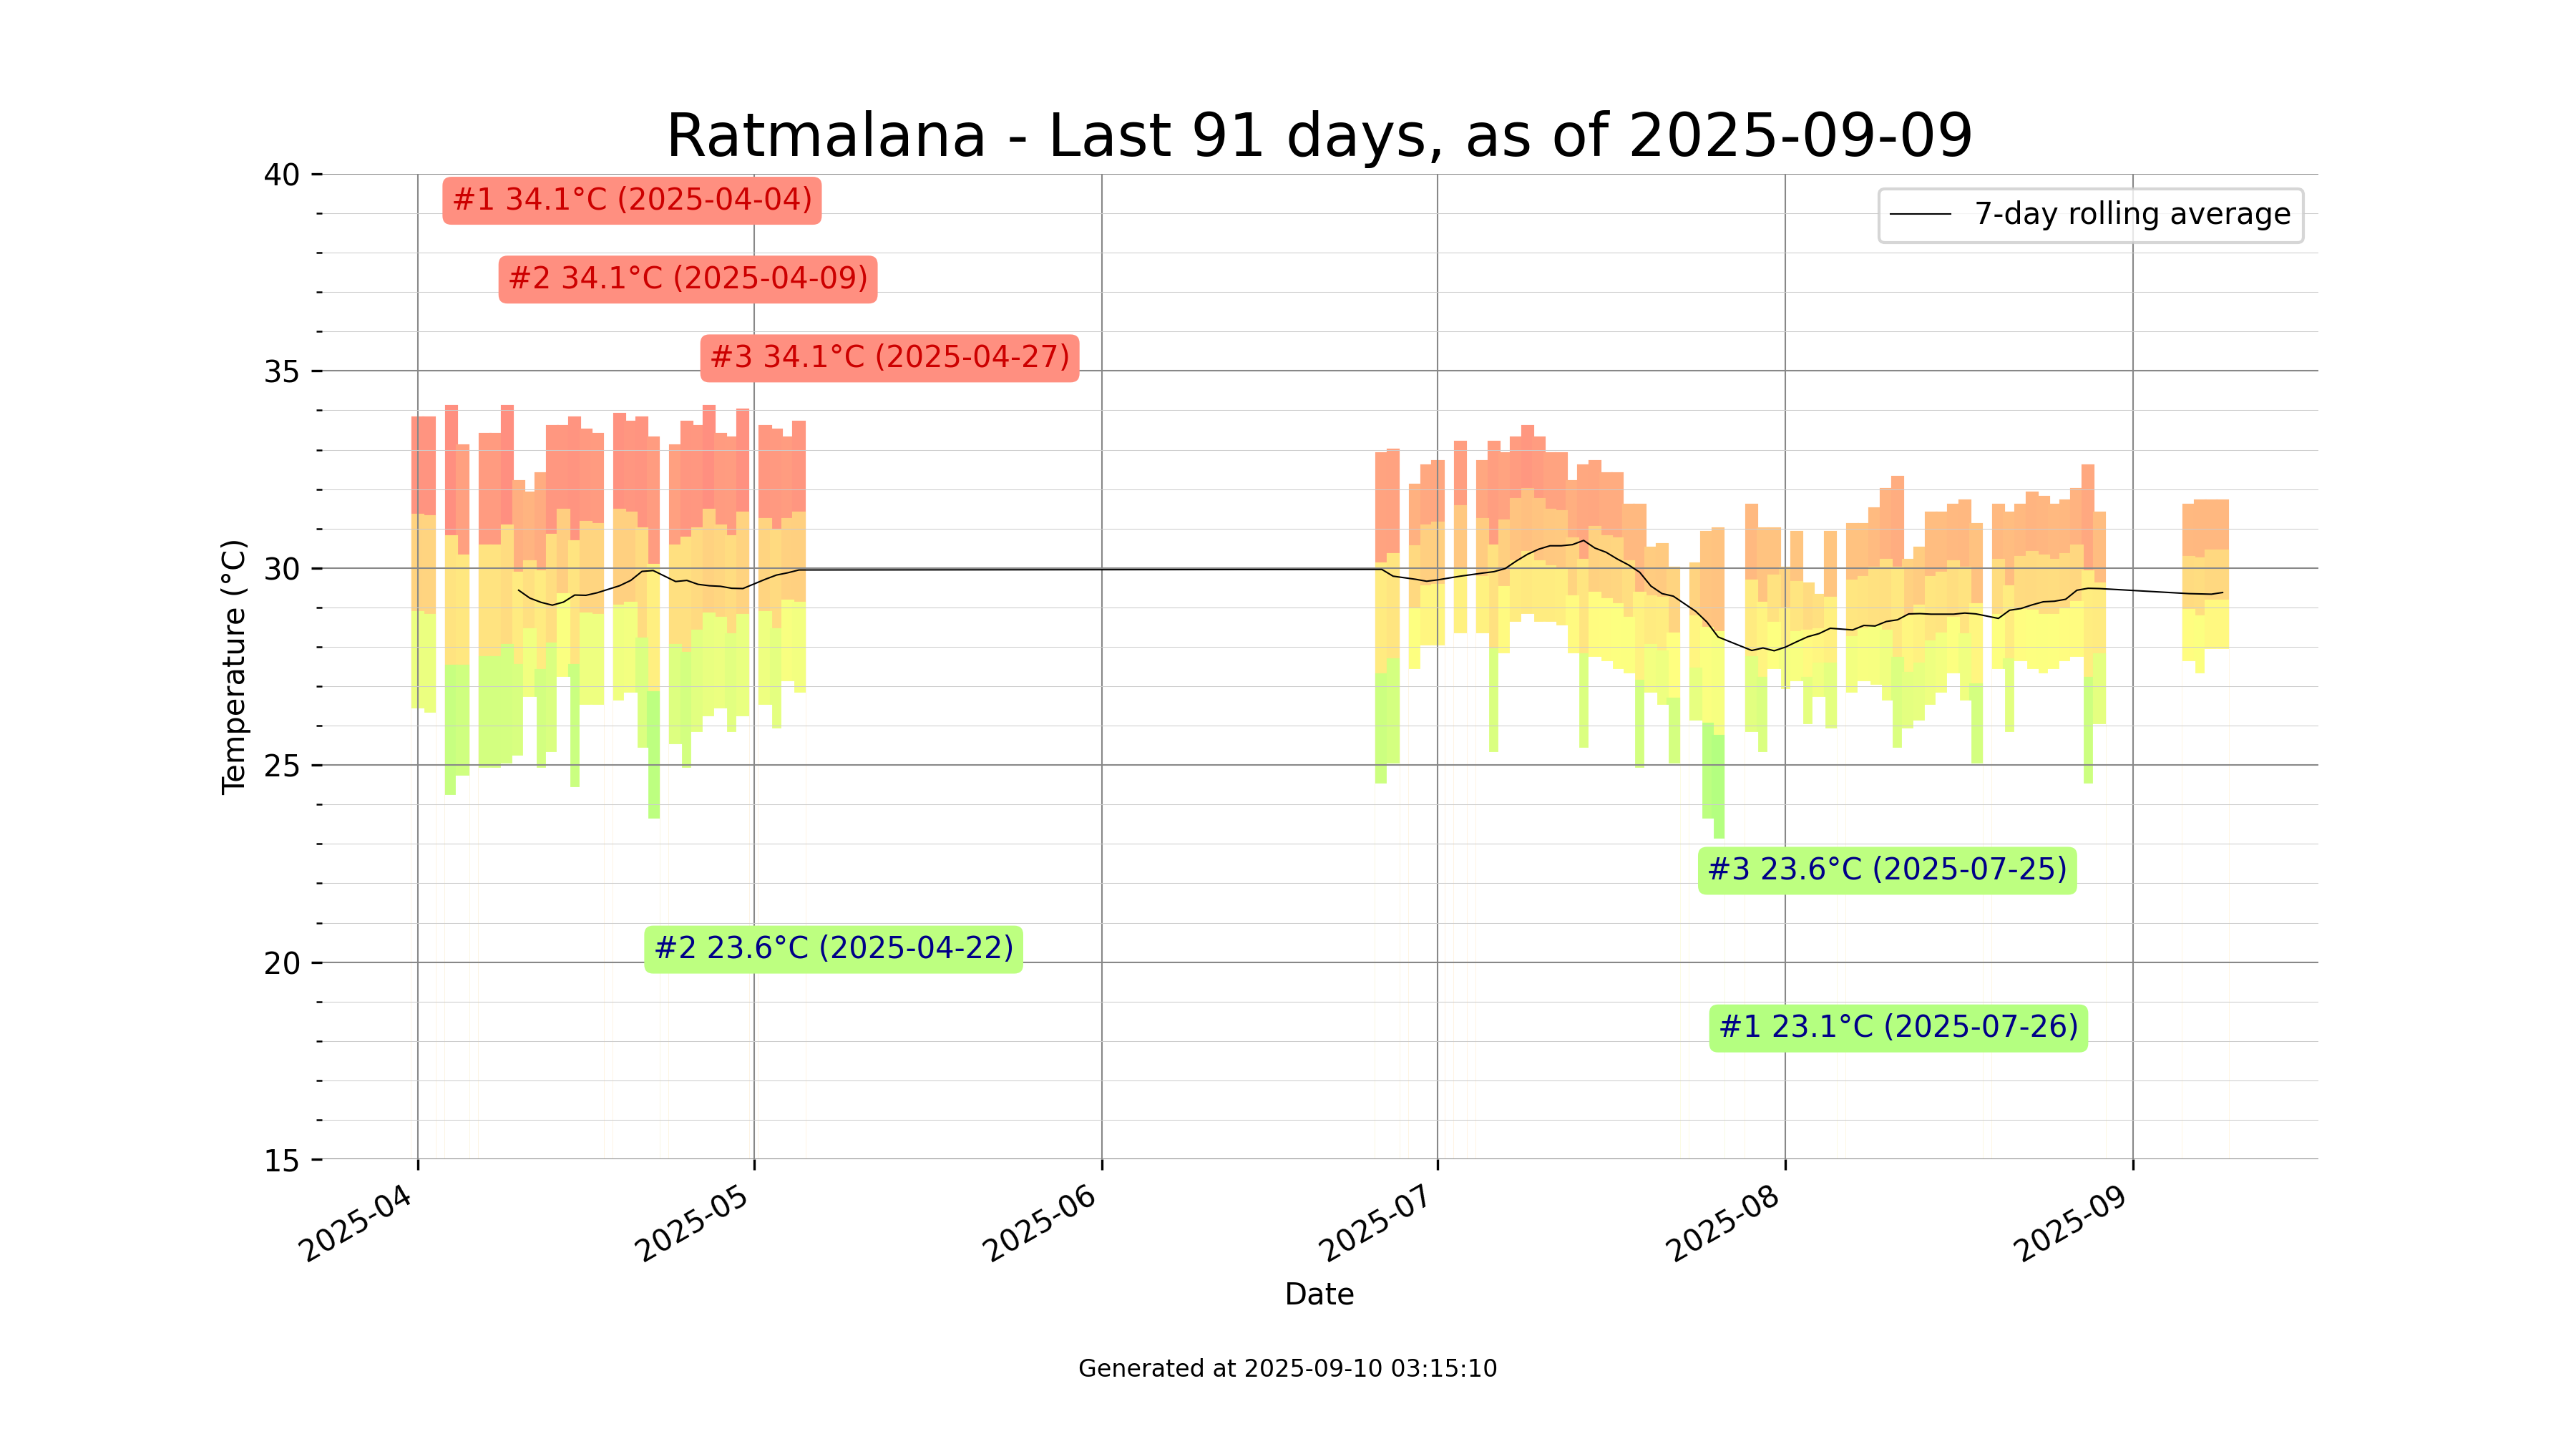 Ratmalana - Last 91 days, as of 2025-09-09
40
#1 34.1°C (2025-04-04)
7-day rolling average
#2 34.1°C (2025-04-09)
#3 34.1°C (2025-04-27)
35
30
Temperature (°C)
25
#3 23.6°C (2025-07-25)
#2 23.6°C (2025-04-22)
20
#1 23.1°C (2025-07-26)
15
2025-04
2025-05
2025-06
2025-07
2025-08
2025-09
Date
Generated at 2025-09-10 03:15:10